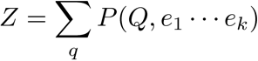 Z = \sum_{q} P(Q, e_1 \cdots e_k)